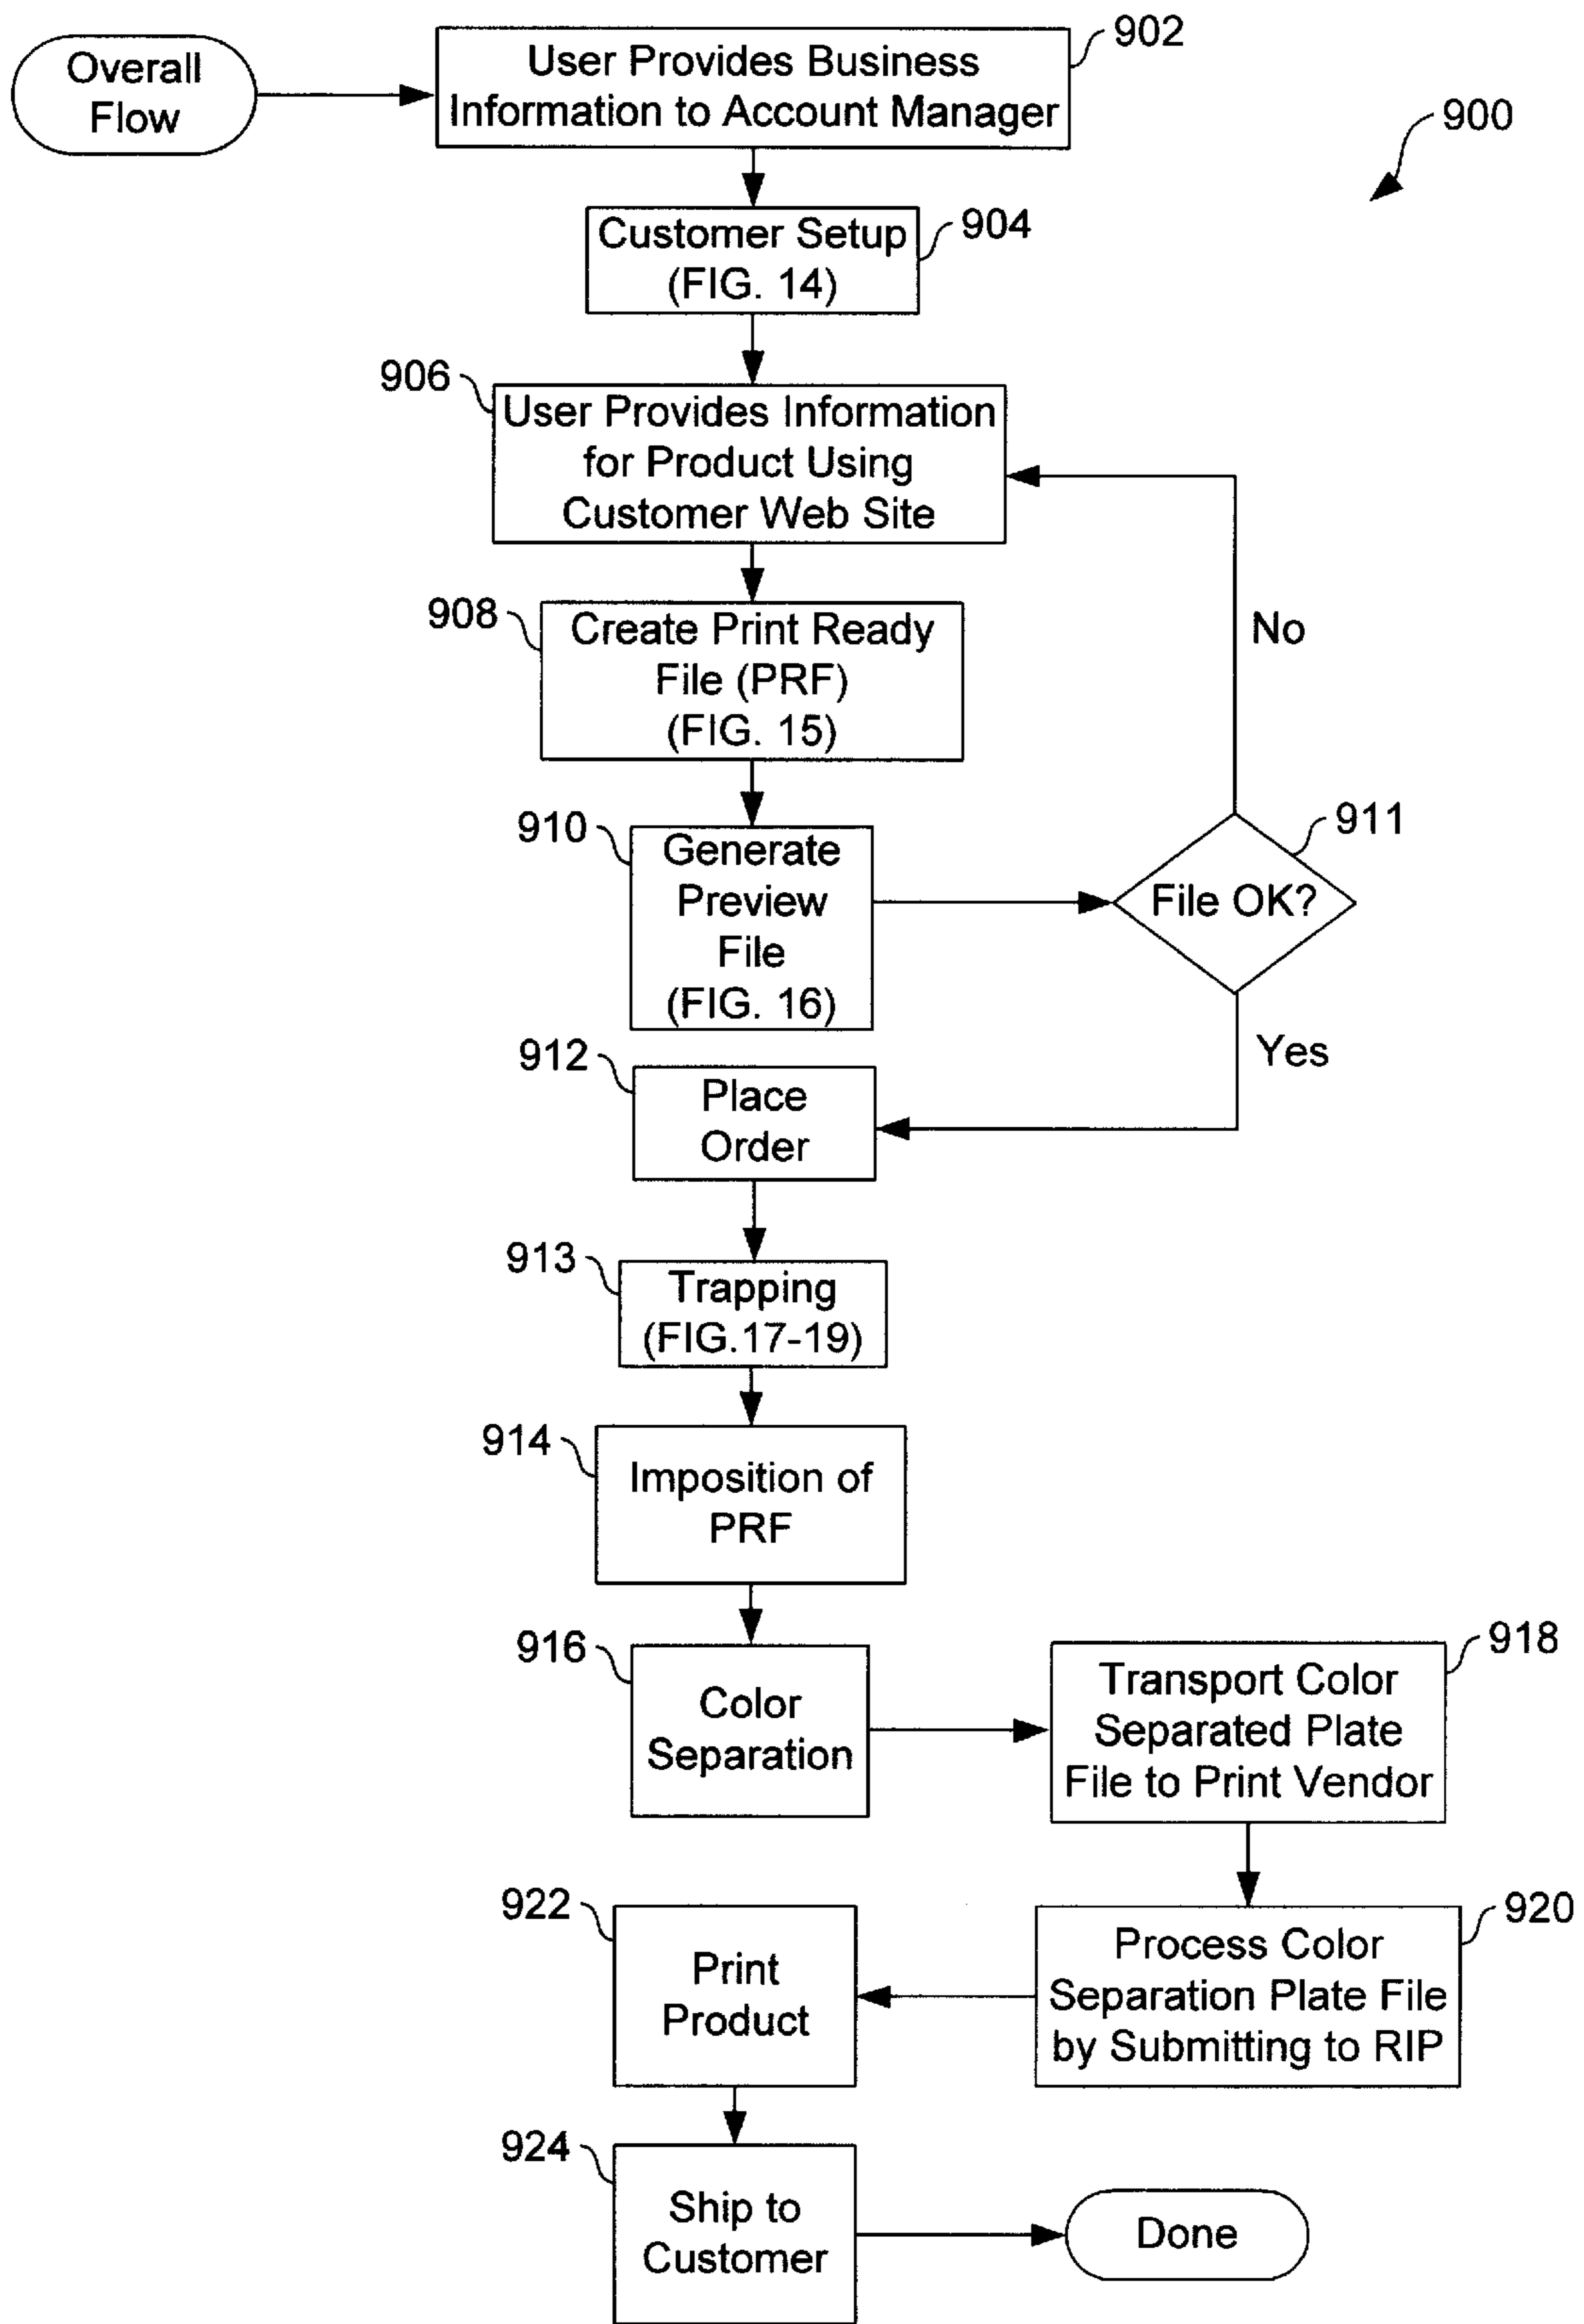 Overall
Flow
User Provides Business
Information to Account Manager
902
900
Customer Setup
(FIG. 14)
904
906
User Provides Information
for Product Using
Customer Web Site
908
Create Print Ready
File (PRF)
(FIG. 15)
No
910
Generate
Preview
File
(FIG. 16)
911
File OK?
Yes
912
Place
Order
913
Trapping
(FIG.17-19)
914
Imposition of
PRF
916
Color
Separation
918
Transport Color
Separated Plate
File to Print Vendor
920
Process Color
Separation Plate File
by Submitting to RIP
922
Print
Product
924
Ship to
Customer
Done